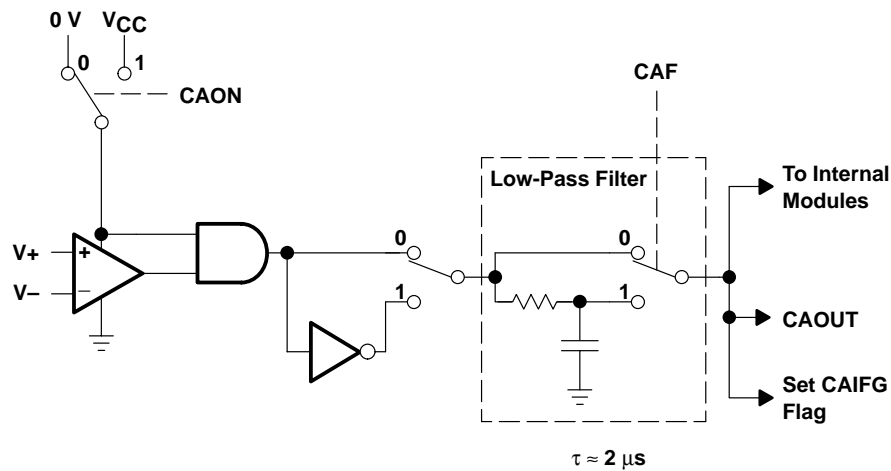 0 V VCC
0 1
CAON
CAF
Low-Pass Filter
To Internal
Modules
0
0
V+
+
V−
−
1
1
CAOUT
Set CAIFG
Flag
τ ≈ 2 μs